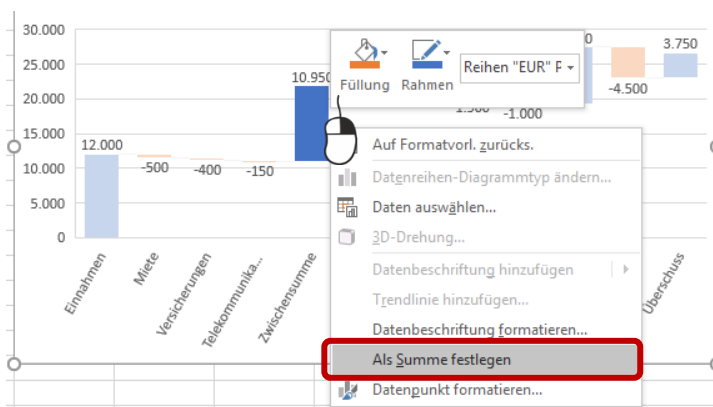 30.000
25.000
20.000
15.000
10.000
5.000
0
12.000
-500
-400
-150
10.950
-1.000
-4.500
3.750
Einnahmen
Miete
Versicherungen
Telekommunika...
Zwischensumme
Überschuss
Füllung
Rahmen
Reihen "EUR" P
Auf Formatvorl. zurücks.
Datenreihen-Diagrammtyp ändern...
Daten auswählen...
3D-Drehung...
Datenbeschriftung hinzufügen
Trendlinie hinzufügen...
Datenbeschriftung formatieren...
Als Summe festlegen
Datenpunkt formatieren...